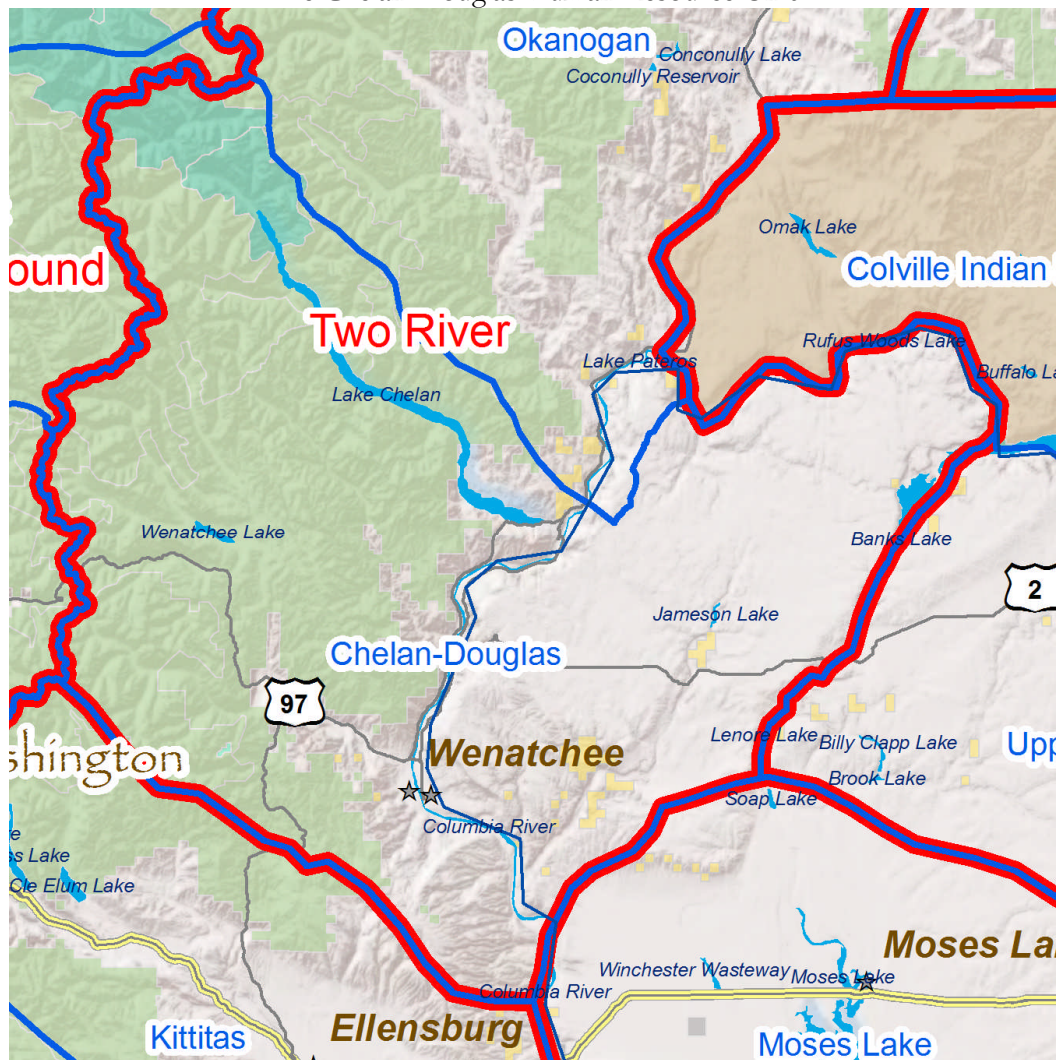 Okanogan
Conconully Lake
Coconully Reservoir
Omak Lake
ound
Colville Indian
Two River
Rufus Woods Lake
Lake Pateros
Buffalo La
Lake Chelan
Wenatchee Lake
Banks Lake
2
Jameson Lake
Chelan-Douglas
97
Lenore Lake
Billy Clapp Lake
Upp
Wenatchee
shington
Brook Lake
Soap Lake
Columbia River
ss Lake
Cle Elum Lake
Moses La
Winchester Wasteway
Moses Lake
Columbia River
Ellensburg
Kittitas
Moses Lake